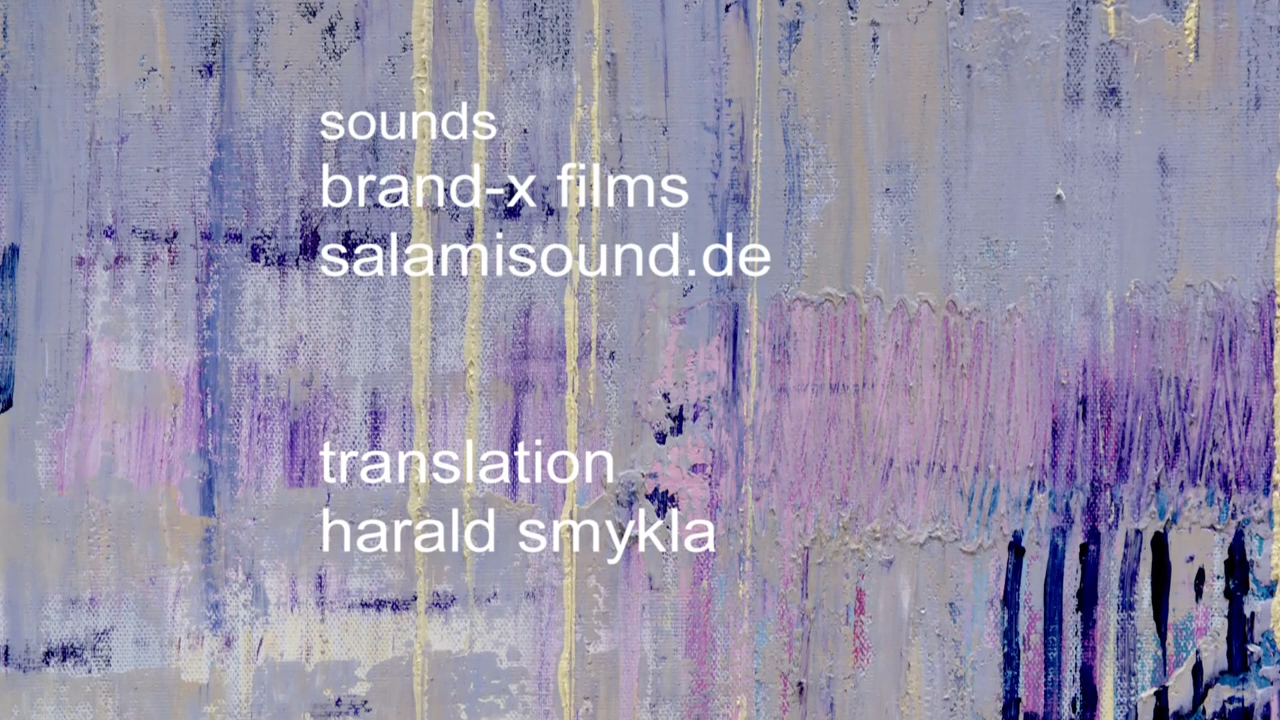 sounds
brand-x films
salamisound.de
translation
harald smykla